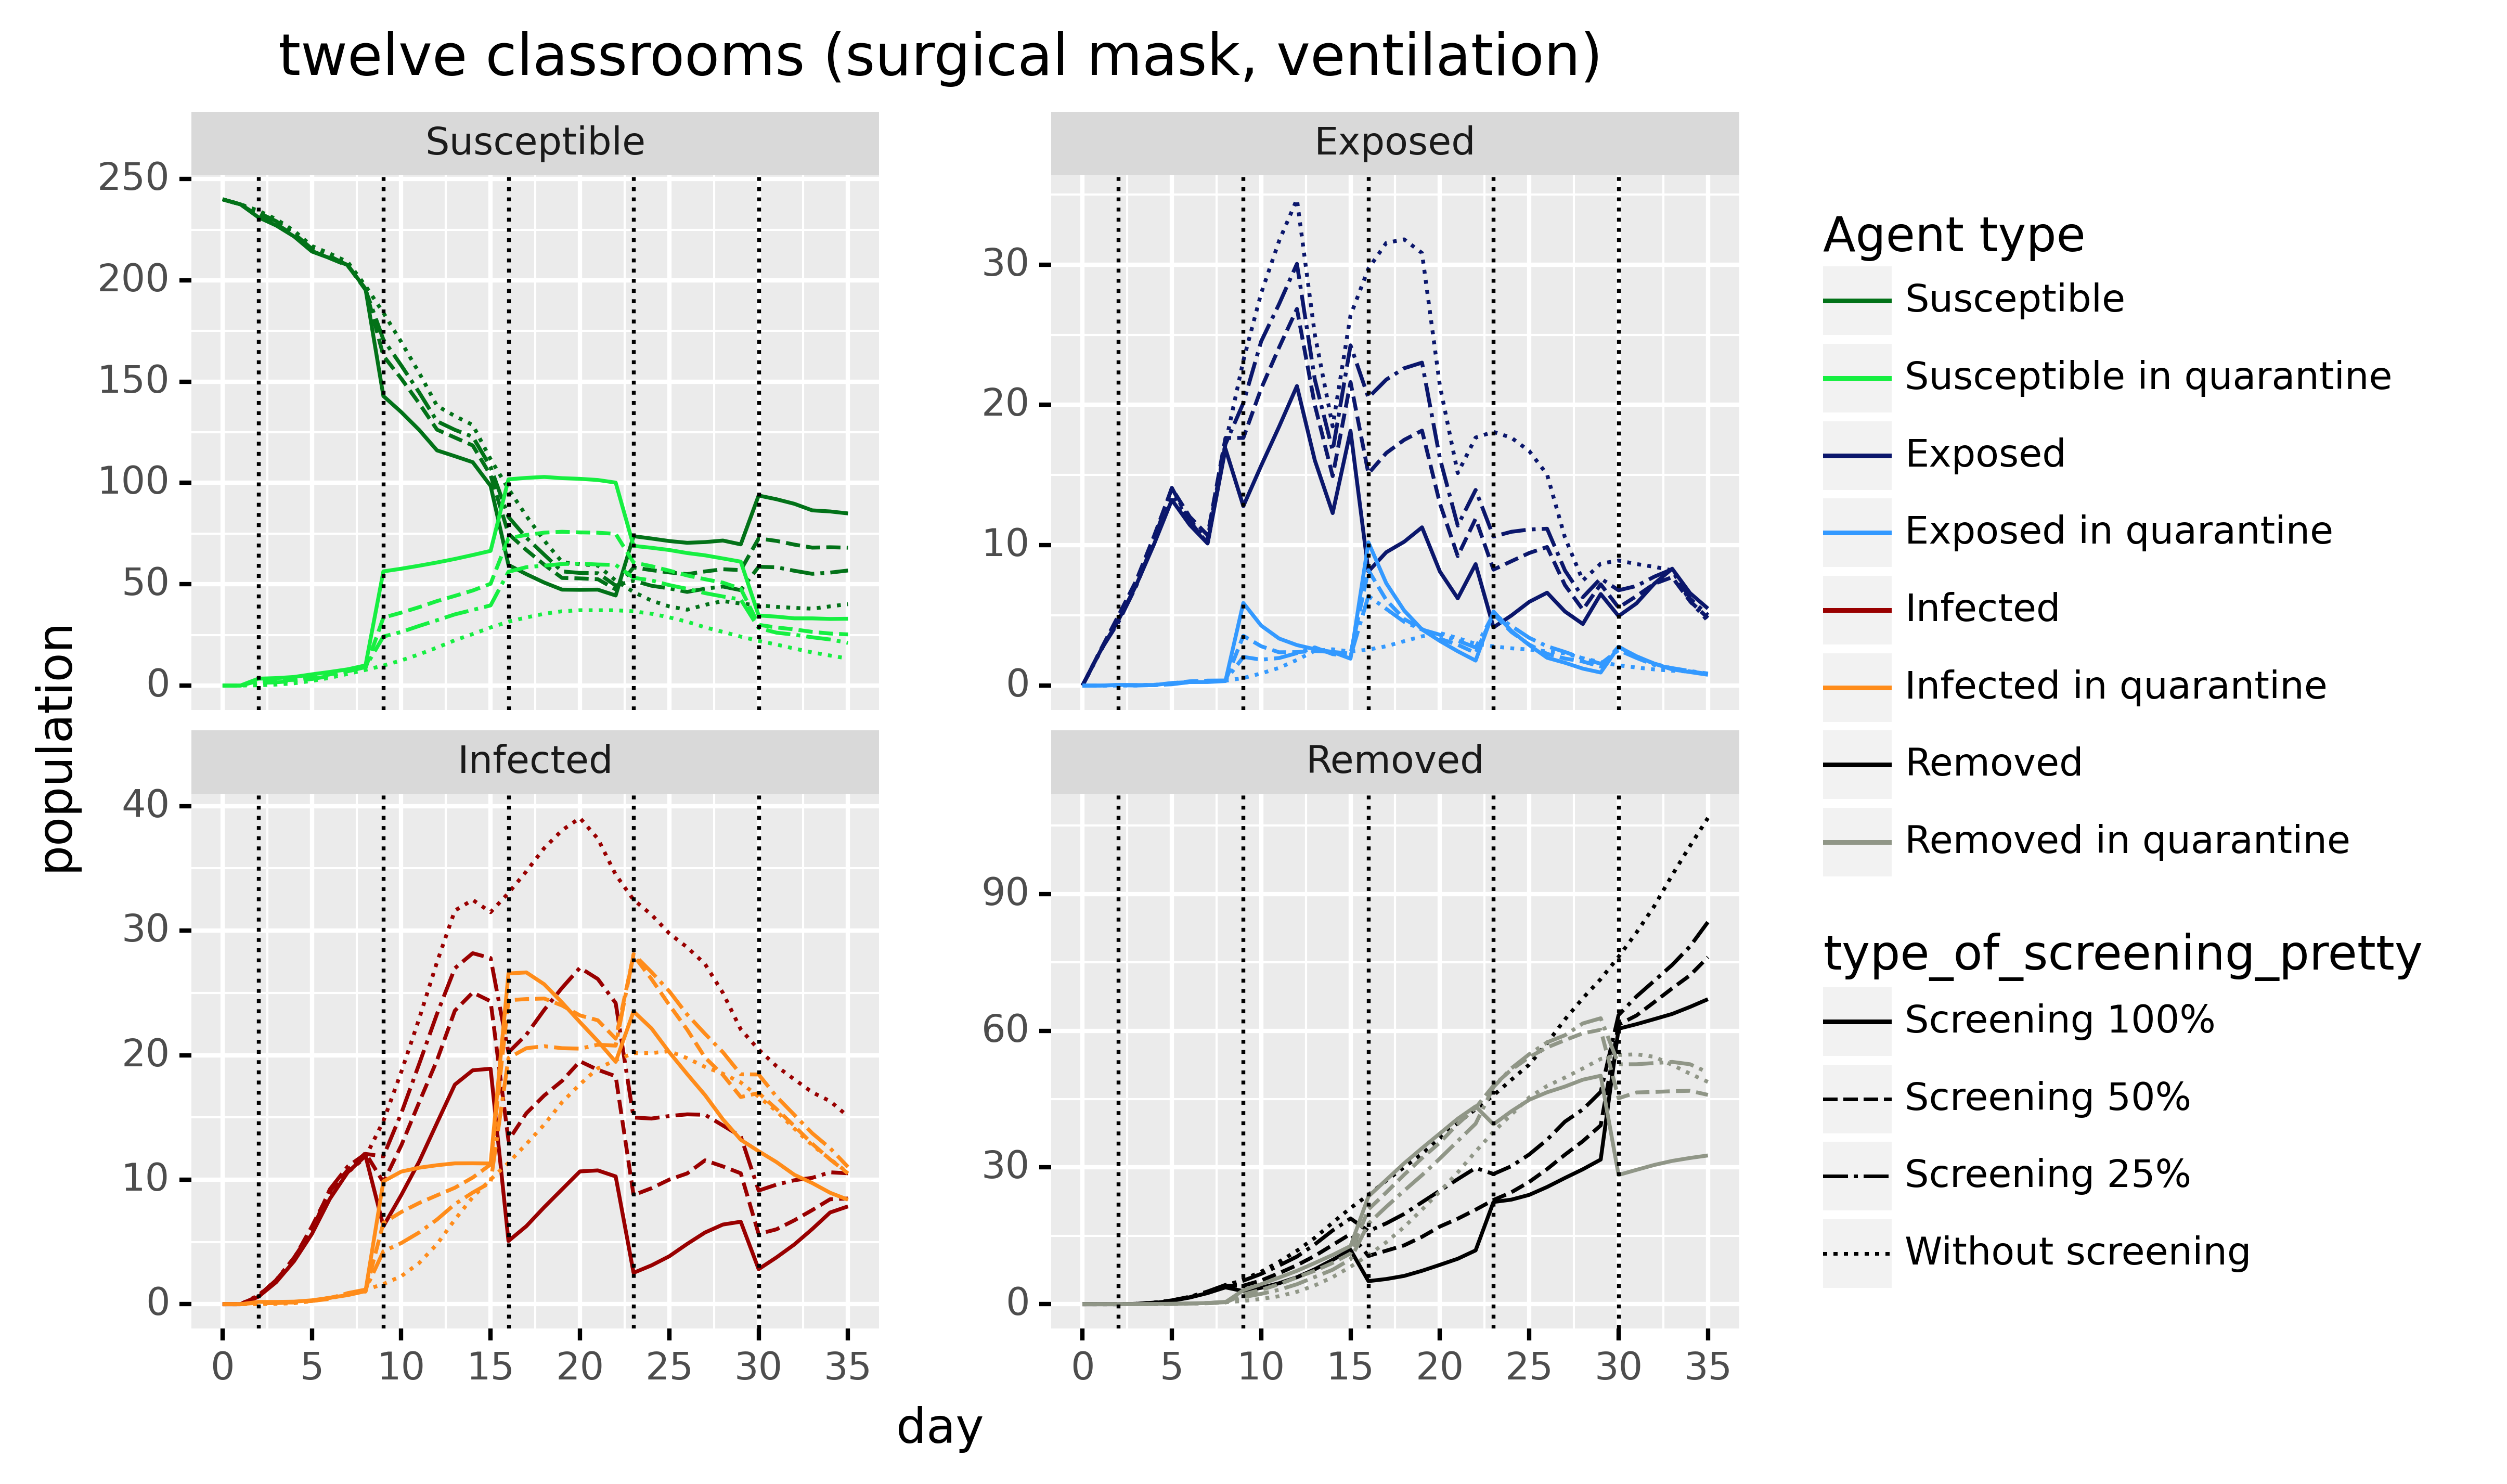 twelve classrooms (surgical mask, ventilation)
Susceptible
Exposed
250
200
150
100
50
0
30
20
10
0
Infected
Removed
40
30
20
10
0
90
60
30
0
0 5 10 15 20 25 30 35
0 5 10 15 20 25 30 35
population
day
Agent type
Susceptible
Susceptible in quarantine
Exposed
Exposed in quarantine
Infected
Infected in quarantine
Removed
Removed in quarantine
type_of_screening_pretty
Screening 100%
Screening 50%
Screening 25%
Without screening